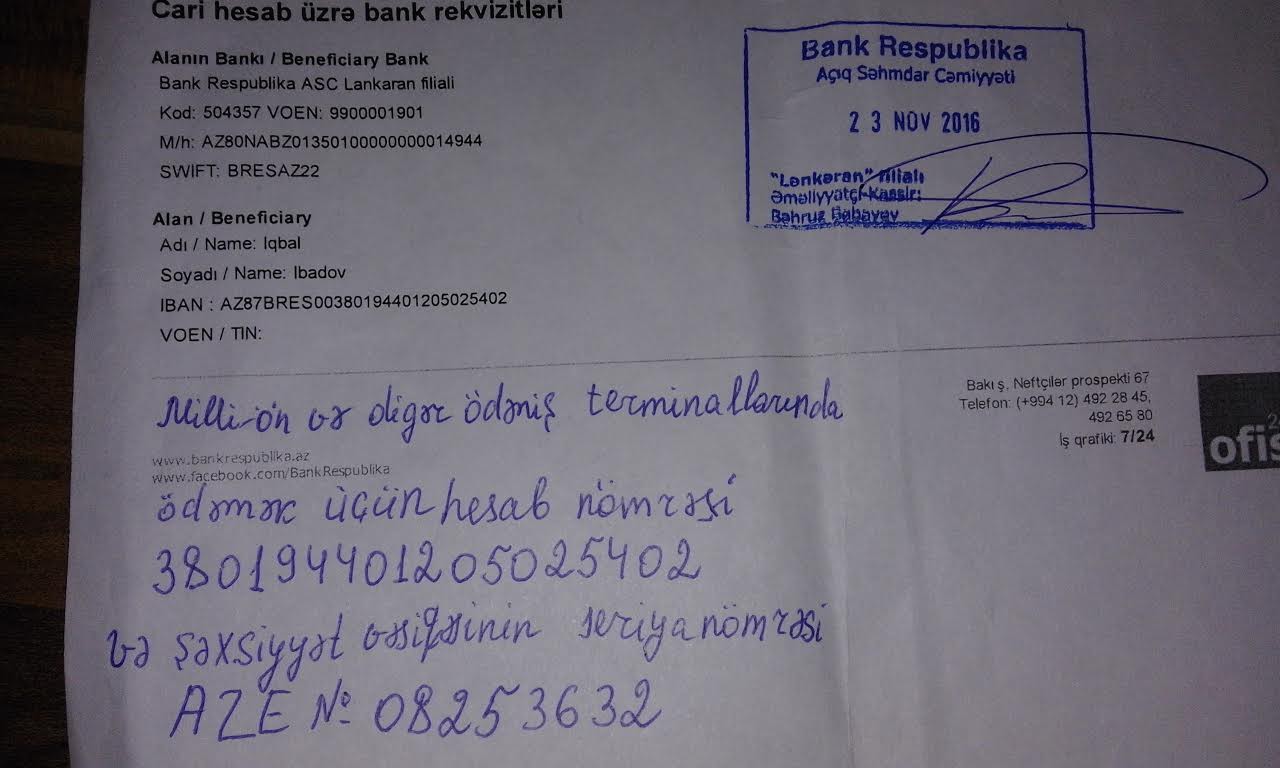 Cari hesab üzrə bank rekvizitləri
Alanın Bankı / Beneficiary Bank
Bank Respublika ASC Lankaran filiali
Kod: 504357 VOEN: 9900001901
M/h: AZ80NABZ01350100000000014944
SWIFT: BRESAZ22
Alan / Beneficiary
Adı / Name: Iqbal
Soyadı / Name: Ibadov
IBAN : AZ87BRES00380194401205025402
VOEN / TIN:
Bank Respublika
Açıq Səhmdar Cəmiyyəti
23 NOV 2016
"Lənkəran" filialı
Əməliyyatçı-Kassir:
Bəhruz Babayev
Milli-ön və digər ödəniş terminallarında
www.bankrespublika.az
www.facebook.com/BankRespublika
ödəmək üçün hesab nömrəsi
380194401205025402
və şəxsiyyət vəsiqəsinin seriya nömrəsi
AZE № 08253632
Bakı ş, Neftçilər prospekti 67
Telefon: (+994 12) 492 28 45,
492 65 80
İş qrafiki: 7/24
ofis